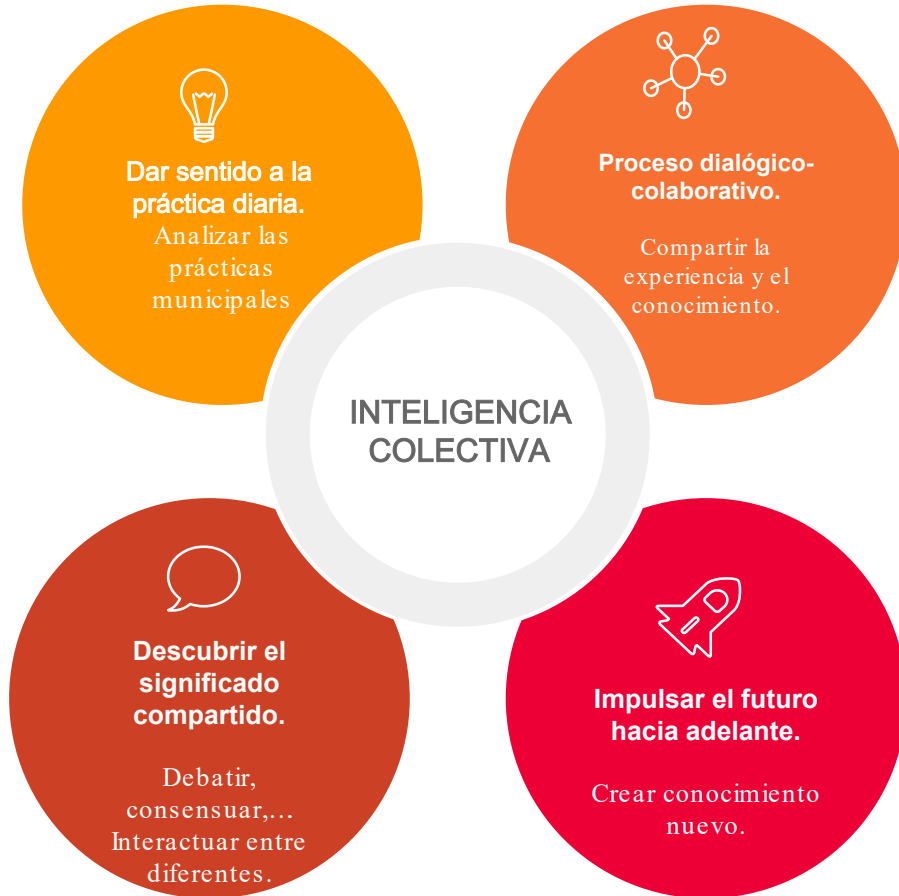 Dar sentido a la
práctica diaria.
Analizar las
prácticas
municipales
Proceso dialógico-
colaborativo.
Compartir la
experiencia y el
conocimiento.
INTELIGENCIA
COLECTIVA
Descubrir el
significado
compartido.
Debatir,
consensuar,...
Interactuar entre
diferentes.
Impulsar el futuro
hacia adelante.
Crear conocimiento
nuevo.